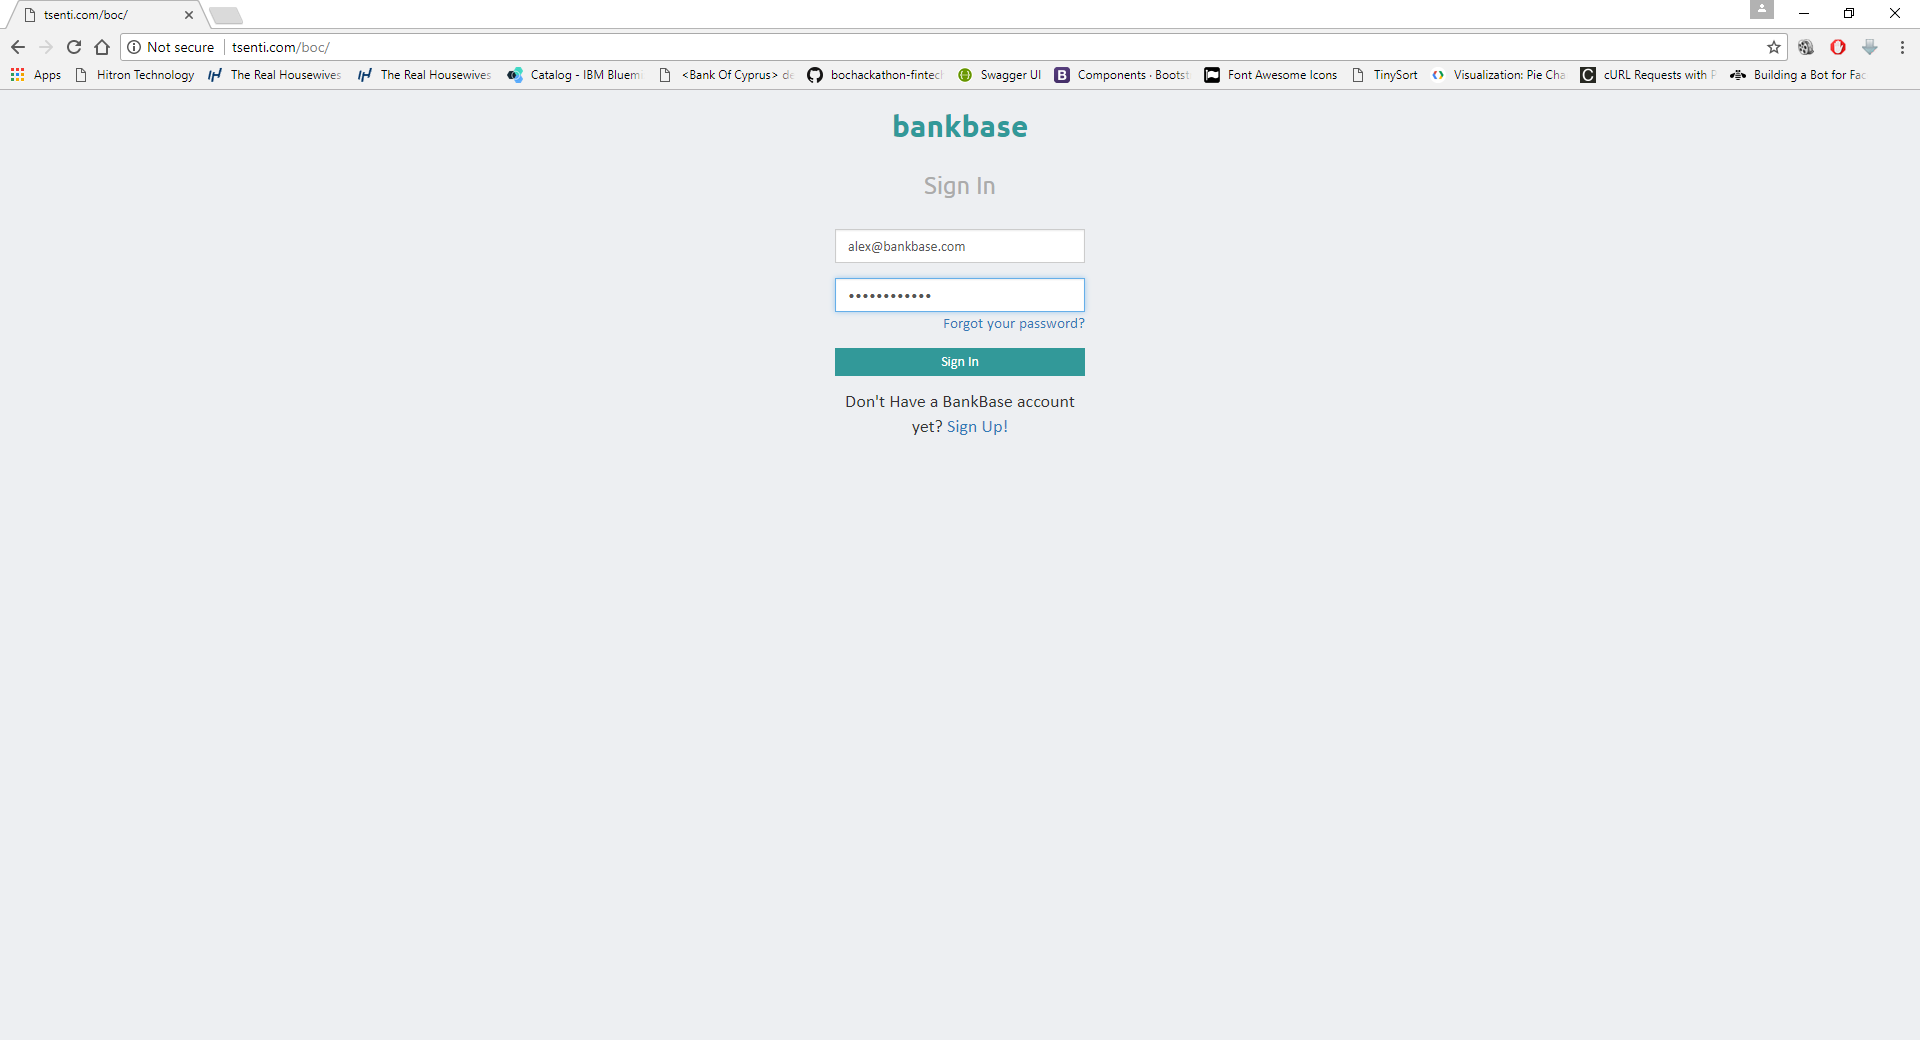 tsenti.com/boc/
Not secure tsenti.com/boc/
Apps Hitron Technology The Real Housewives The Real Housewives Catalog - IBM Bluem <Bank Of Cyprus> de bochackathon-fintech Swagger UI Components · Bootst Font Awesome Icons TinySort Visualization: Pie Cha cURL Requests with P Building a Bot for Fac
bankbase
Sign In
alex@bankbase.com
••••••••••••
Forgot your password?
Sign In
Don't Have a BankBase account
yet? Sign Up!